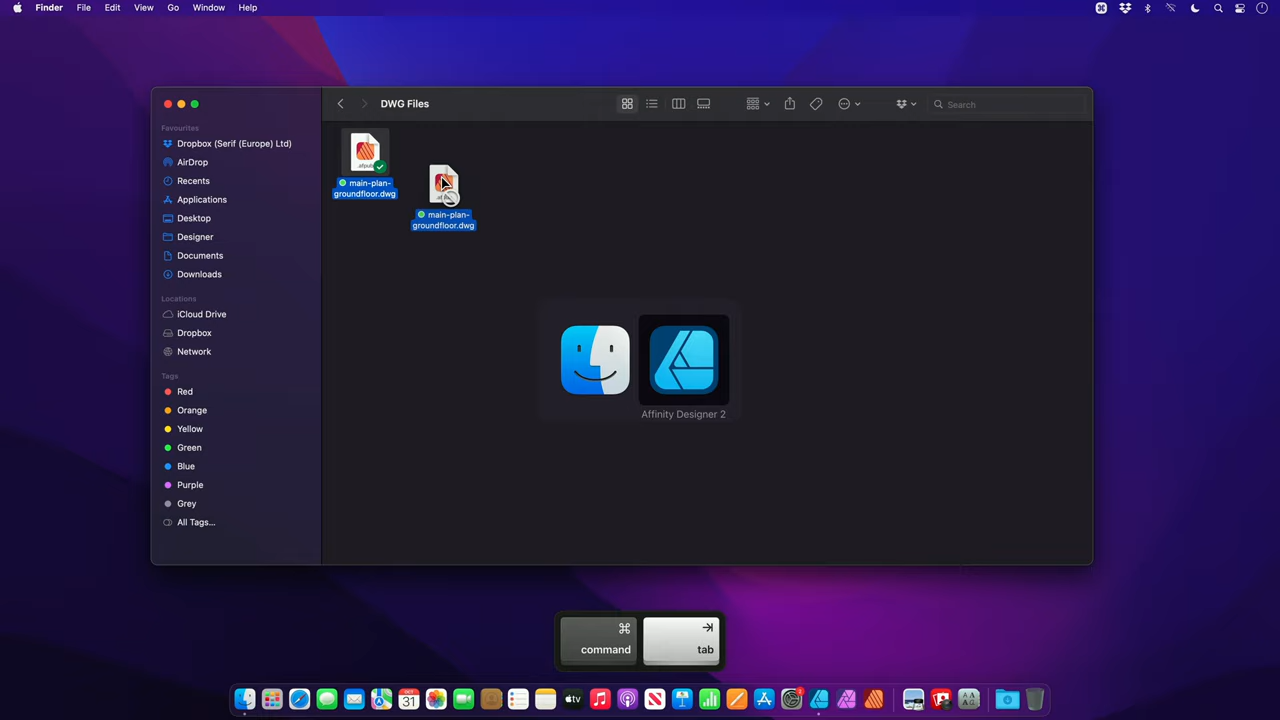 Finder File Edit View Go Window Help
DWG Files
Search
Favourites
Dropbox (Serif (Europe) Ltd)
AirDrop
Recents
Applications
Desktop
Designer
Documents
Downloads
Locations
iCloud Drive
Dropbox
Network
Tags
Red
Orange
Yellow
Green
Blue
Purple
Grey
All Tags...
main-plan-
groundfloor.dwg
main-plan-
groundfloor.dwg
Affinity Designer 2
command
tab